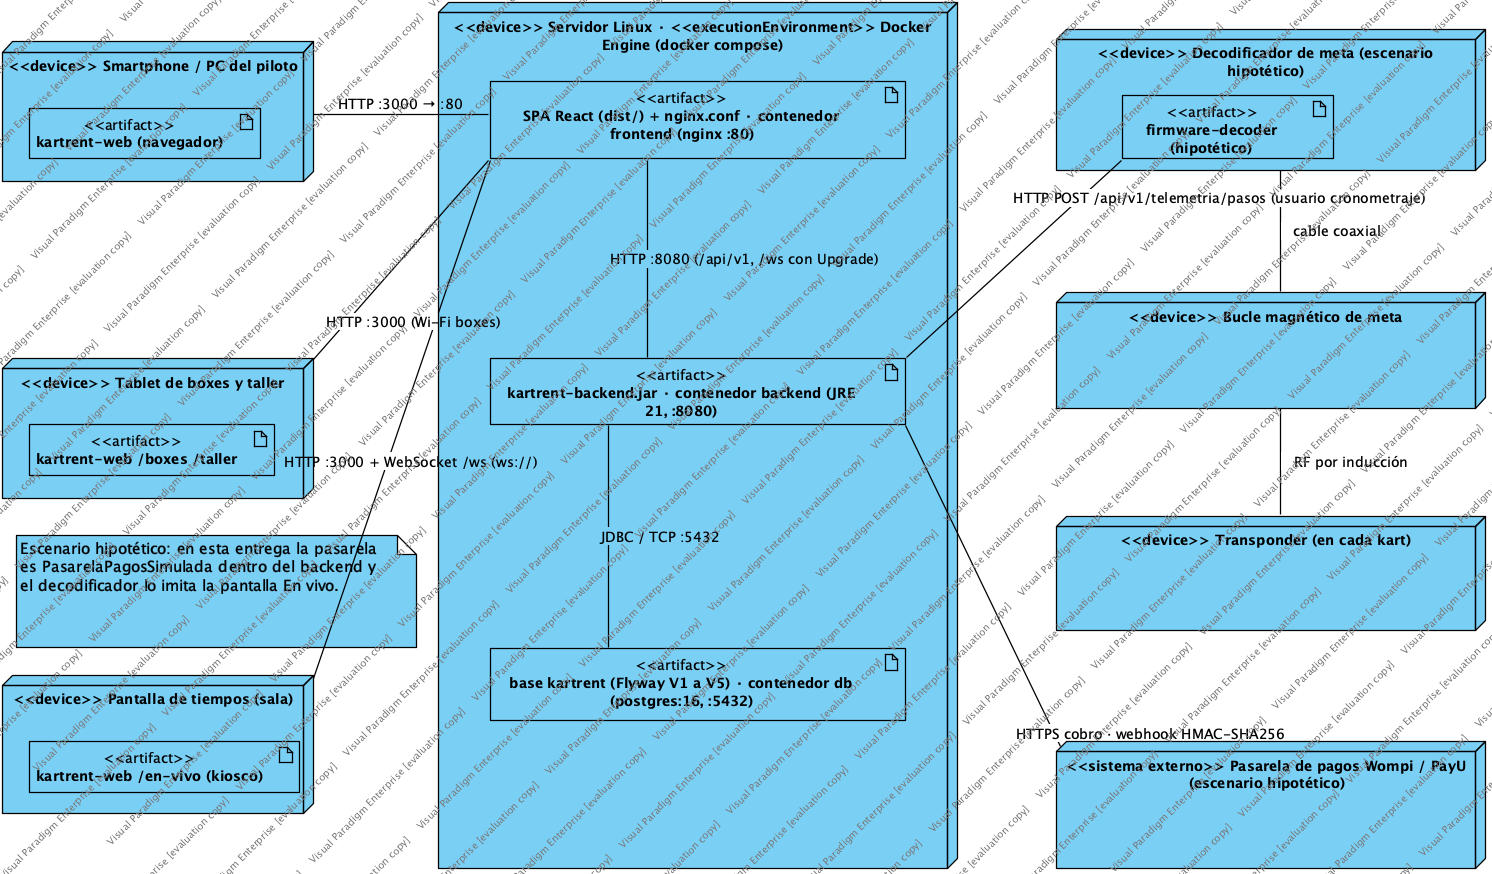 <<device>> Smartphone / PC del piloto
<<artifact>>
kartrent-web (navegador)
HTTP :3000 → :80
<<device>> Servidor Linux · <<executionEnvironment>> Docker
Engine (docker compose)
<<artifact>>
SPA React (dist/) + nginx.conf · contenedor
frontend (nginx :80)
<<device>> Decodificador de meta (escenario
hipotético)
<<artifact>>
firmware-decoder
(hipotético)
HTTP POST /api/v1/telemetria/pasos (usuario cronometraje)
cable coaxial
HTTP :8080 (/api/v1, /ws con Upgrade)
HTTP :3000 (Wi-Fi boxes)
<<device>> Bucle magnético de meta
<<device>> Tablet de boxes y taller
<<artifact>>
kartrent-web /boxes /taller
<<artifact>>
kartrent-backend.jar · contenedor backend (JRE
21, :8080)
HTTP :3000 + WebSocket /ws (ws://)
RF por inducción
JDBC / TCP :5432
<<device>> Transponder (en cada kart)
Escenario hipotético: en esta entrega la pasarela
es PasarelaPagosSimulada dentro del backend y
el decodificador lo imita la pantalla En vivo.
<<artifact>>
base kartrent (Flyway V1 a V5) · contenedor db
(postgres:16, :5432)
<<device>> Pantalla de tiempos (sala)
<<artifact>>
kartrent-web /en-vivo (kiosco)
HTTPS cobro · webhook HMAC-SHA256
<<sistema externo>> Pasarela de pagos Wompi / PayU
(escenario hipotético)
Visual Paradigm Enterprise [evaluation copy]